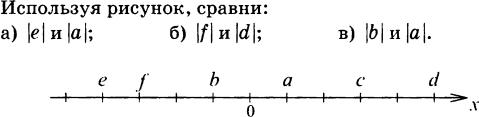 Используя рисунок, сравни:
а) |e| и |a|; б) |f| и |d|; в) |b| и |a|.
e f b a c d
0 x